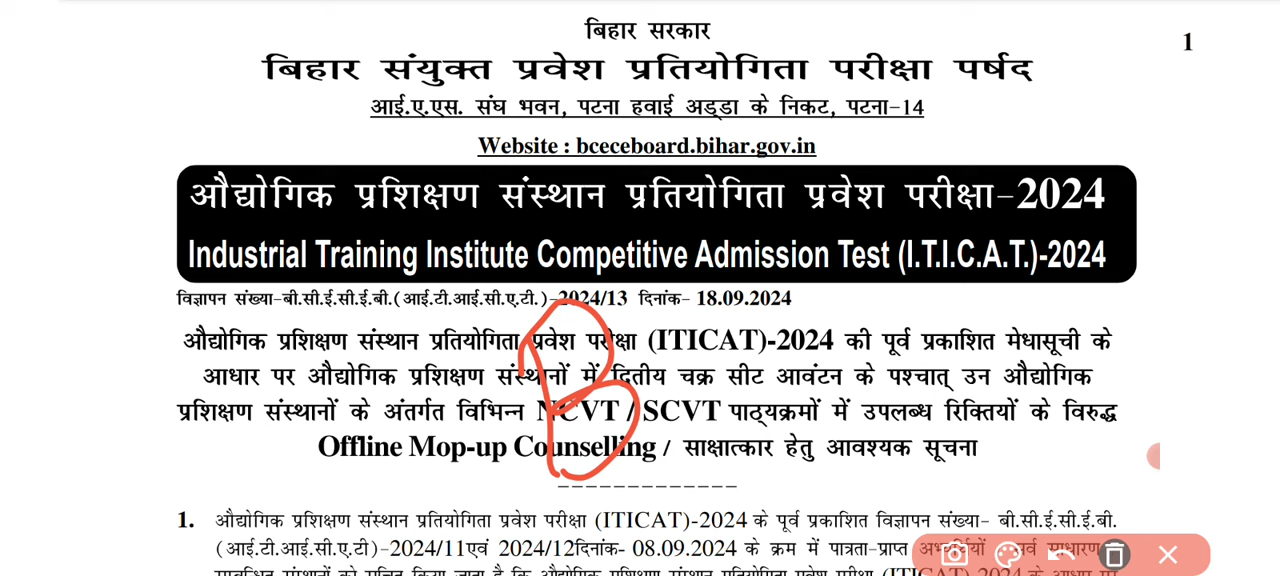 बिहार सरकार
1
बिहार संयुक्त प्रवेश प्रतियोगिता परीक्षा पर्षद
आई.ए.एस. संघ भवन, पटना हवाई अड्डा के निकट, पटना-14
Website : bceceboard.bihar.gov.in
औद्योगिक प्रशिक्षण संस्थान प्रतियोगिता प्रवेश परीक्षा-2024
Industrial Training Institute Competitive Admission Test (I.T.I.C.A.T.)-2024
विज्ञापन संख्या-बी.सी.ई.सी.ई.बी.(आई.टी.आई.सी.ए.टी.)-2024/13 दिनांक- 18.09.2024
औद्योगिक प्रशिक्षण संस्थान प्रतियोगिता प्रवेश परीक्षा (ITICAT)-2024 की पूर्व प्रकाशित मेधासूची के
आधार पर औद्योगिक प्रशिक्षण संस्थानों में द्वितीय चक्र सीट आवंटन के पश्चात् उन औद्योगिक
प्रशिक्षण संस्थानों के अंतर्गत विभिन्न NCVT / SCVT पाठ्यक्रमों में उपलब्ध रिक्तियों के विरुद्ध
Offline Mop-up Counselling / साक्षात्कार हेतु आवश्यक सूचना
1. औद्योगिक प्रशिक्षण संस्थान प्रतियोगिता प्रवेश परीक्षा (ITICAT)-2024 के पूर्व प्रकाशित विज्ञापन संख्या- बी.सी.ई.सी.ई.बी.
(आई.टी.आई.सी.ए.टी)-2024/11एवं 2024/12दिनांक- 08.09.2024 के क्रम में पात्रता-प्राप्त